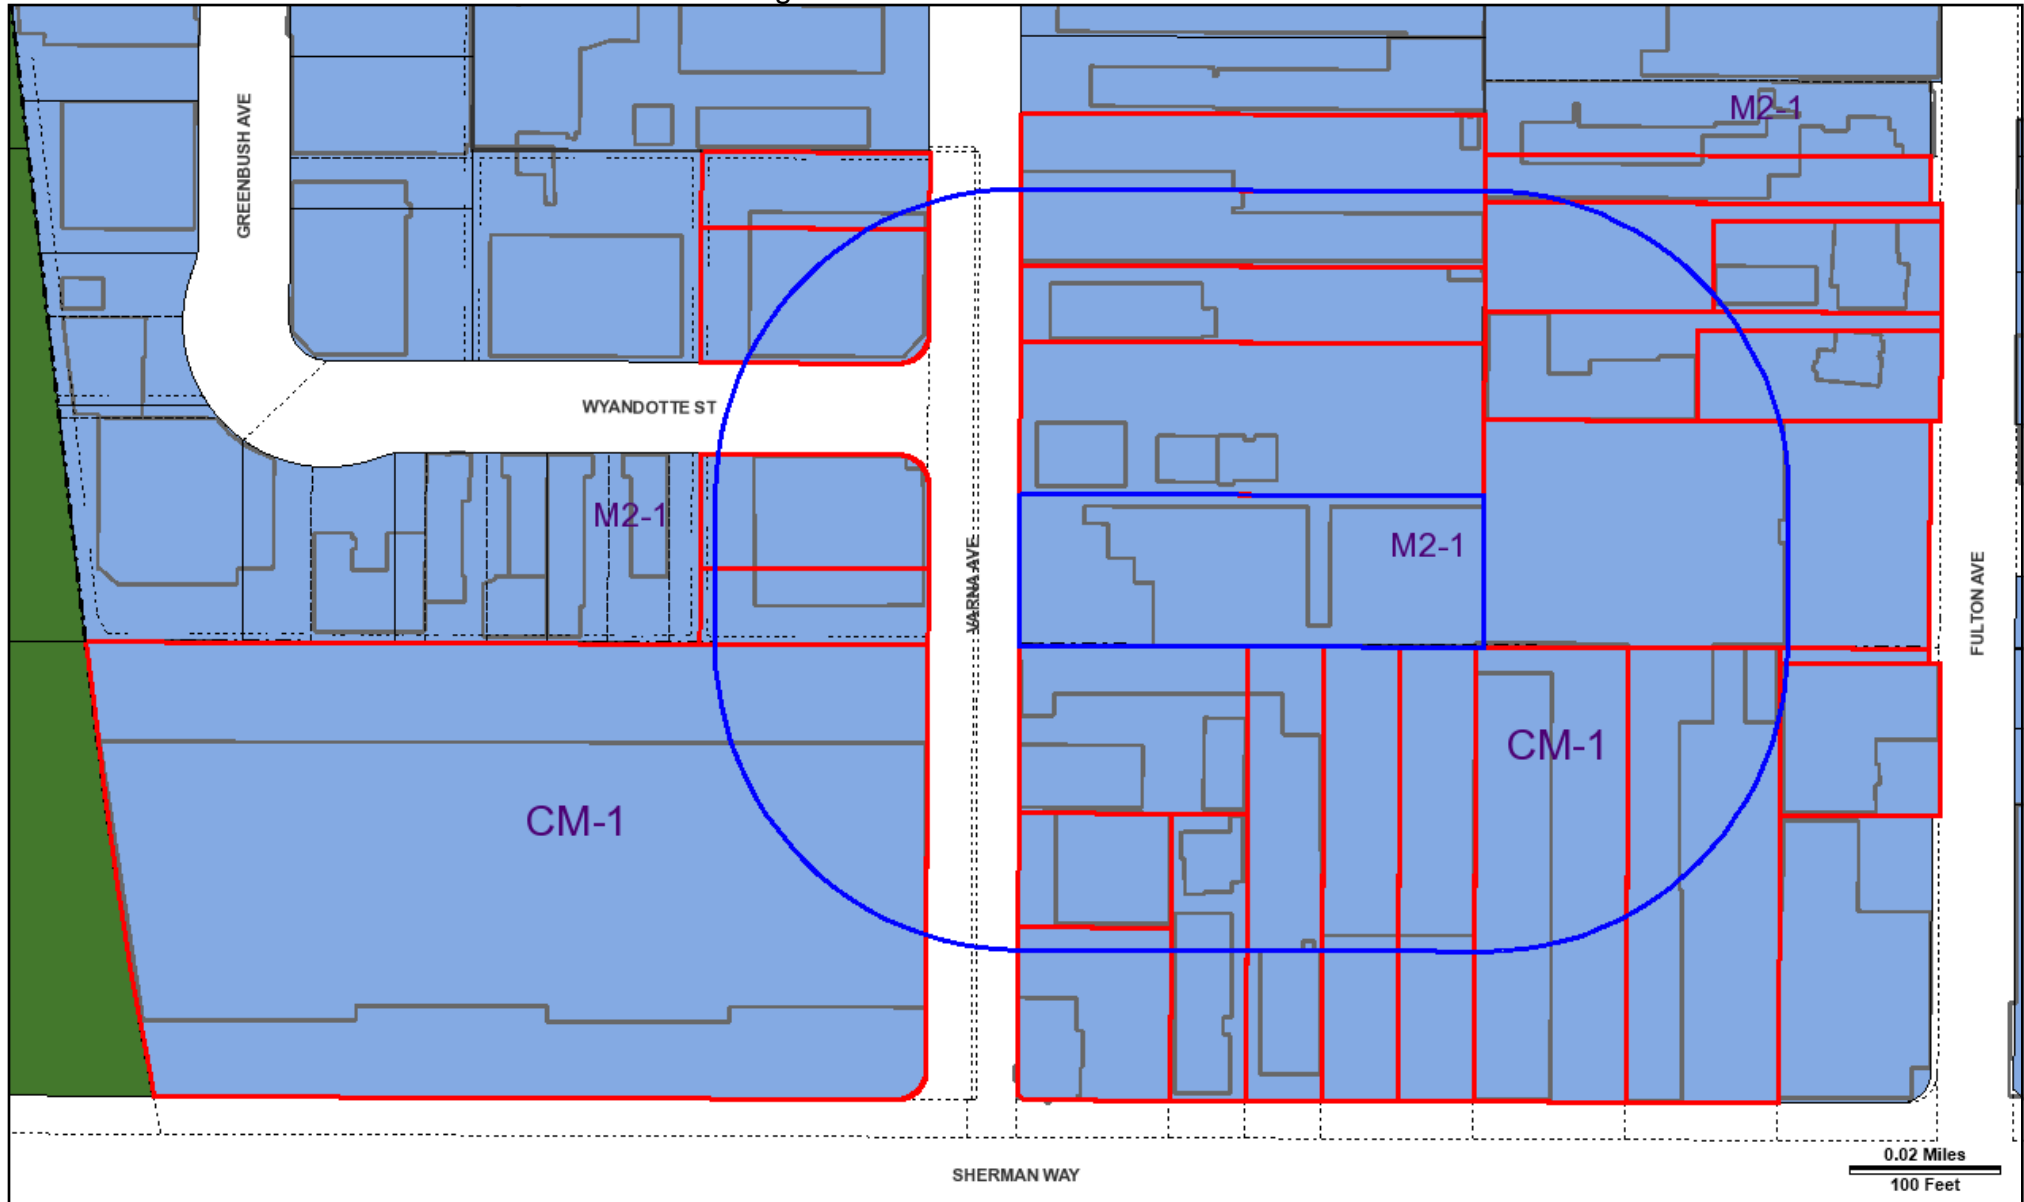 M2-1
GREENBUSH AVE
WYANDOTTE ST
M2-1
M2-1
VARNA AVE
FULTON AVE
CM-1
CM-1
0.02 Miles
100 Feet
SHERMAN WAY